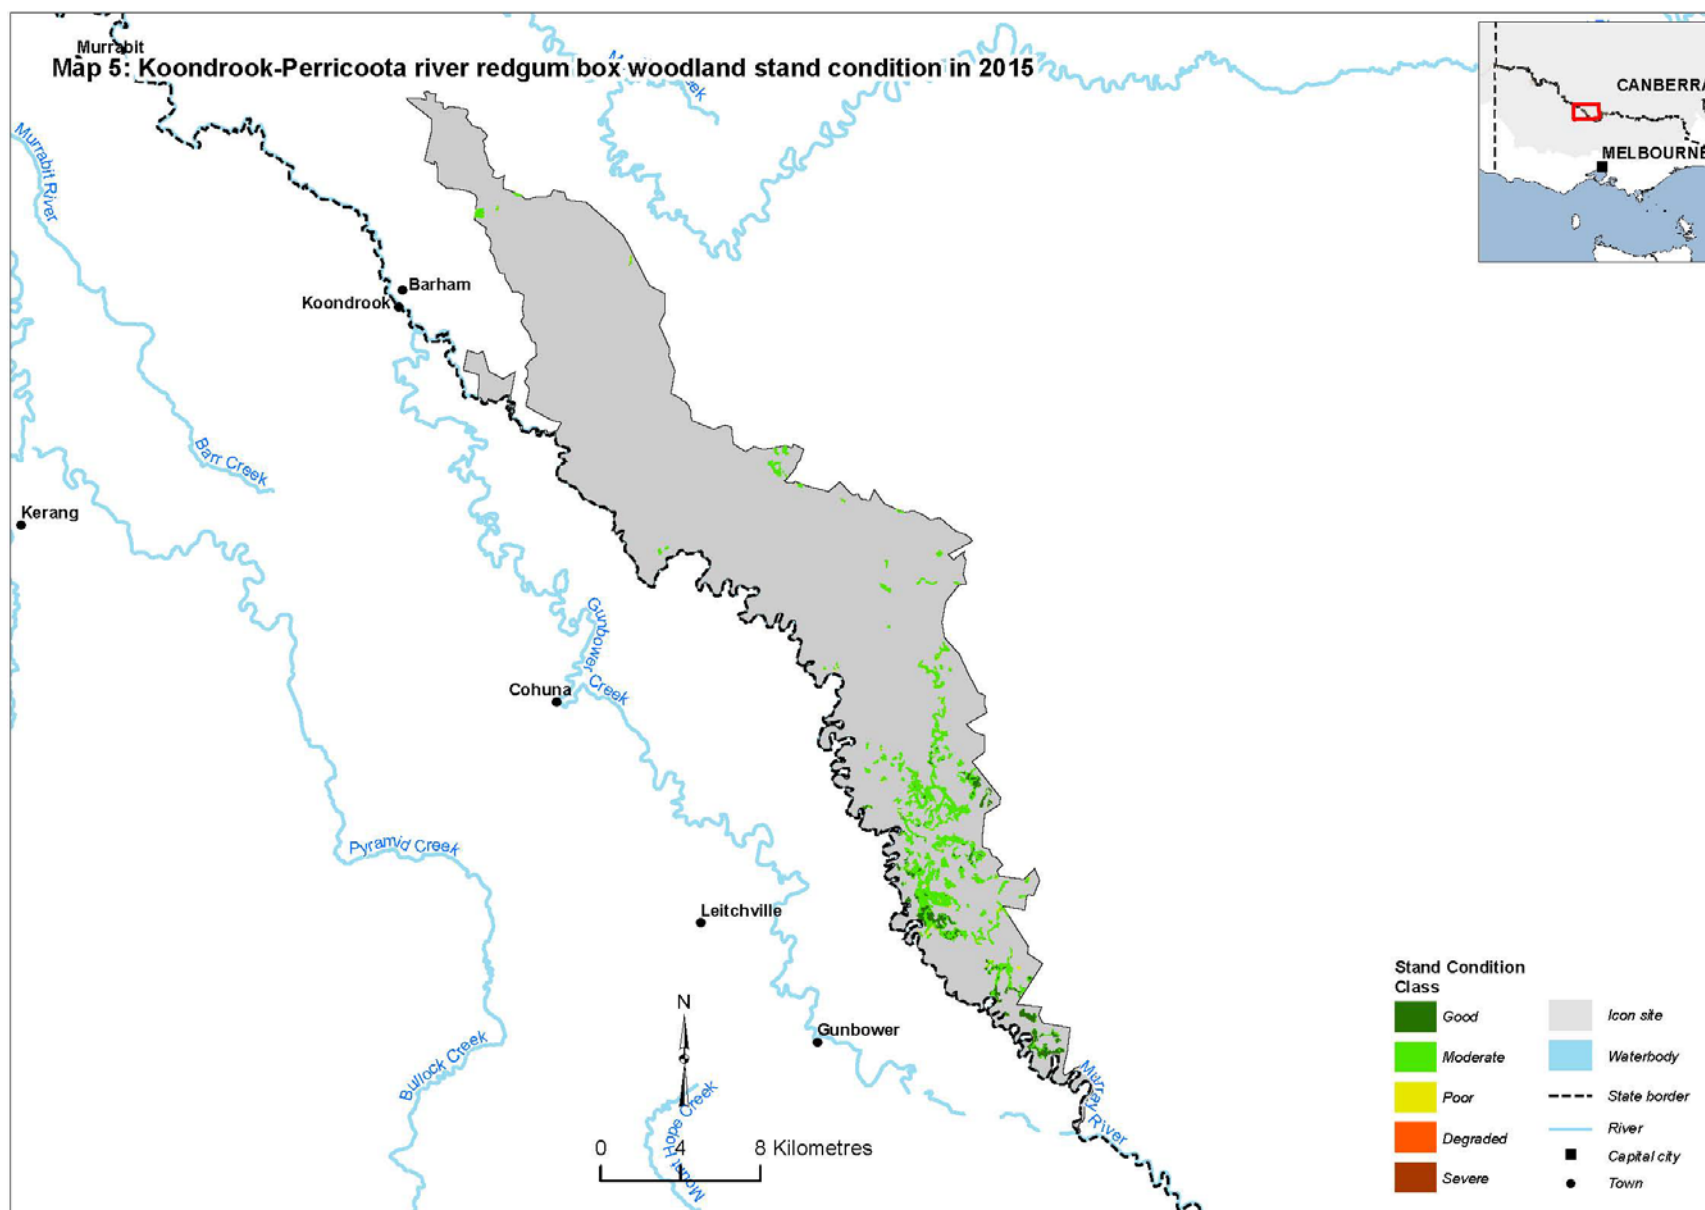 Murrabit
Map 5: Koondrook-Perricoota river redgum box woodland stand condition in 2015
CANBERRA
MELBOURNE
Murrabit River
Barham
Koondrook
Barr Creek
Kerang
Gunbower Creek
Cohuna
Pyramid Creek
Leitchville
Gunbower
Bullock Creek
Mount Hope Creek
Murray River
N
0 4 8 Kilometres
Stand Condition
Class
Good
Moderate
Poor
Degraded
Severe
Icon site
Waterbody
State border
River
Capital city
Town